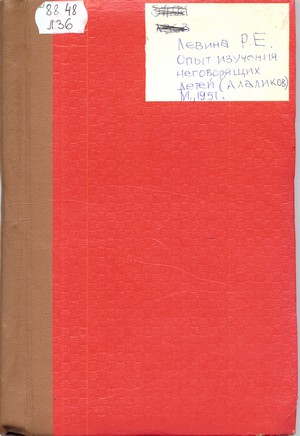 88.48
Л36
Левина Р.Е.
Опыт изучения
неговорящих
детей (Алаликов)
М., 1951.